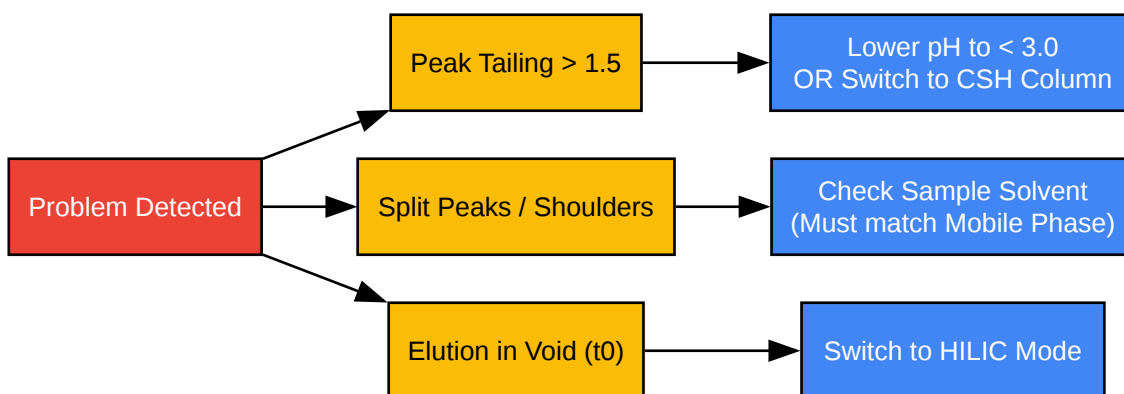 Problem Detected
Peak Tailing > 1.5
Lower pH to < 3.0
OR Switch to CSH Column
Split Peaks / Shoulders
Check Sample Solvent
(Must match Mobile Phase)
Elution in Void (t0)
Switch to HILIC Mode